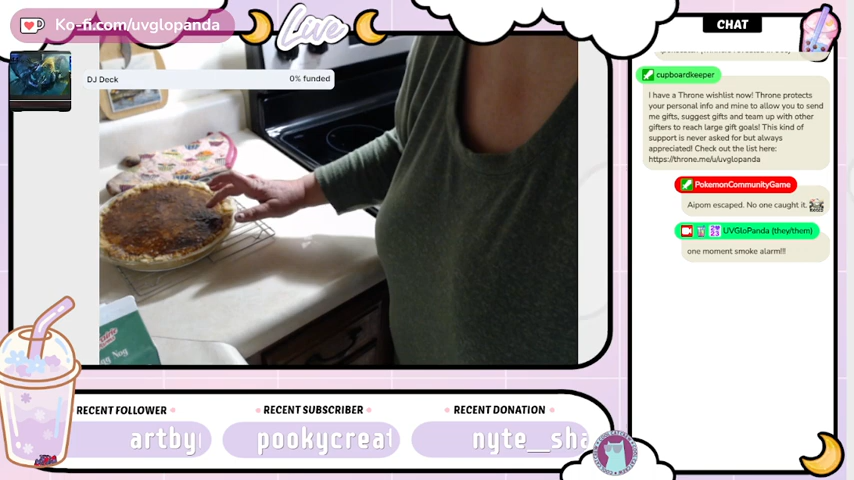 Ko-fi.com/uvglopanda
Live
CHAT
DJ Deck
0% funded
cupboardkeeper
I have a Throne wishlist now! Throne protects
your personal info and mine to allow you to send
me gifts, suggest gifts and team up with other
gifters to reach large gift goals! This kind of
support is never asked for but always
appreciated! Check out the list here:
https://throne.me/u/uvglopanda
PokemonCommunityGame
Aipom escaped. No one caught it.
UVGloPanda (they/them)
one moment smoke alarm!!!
Nog
RECENT FOLLOWER
RECENT SUBSCRIBER
RECENT DONATION
artby
pookycreat
nyte_sha